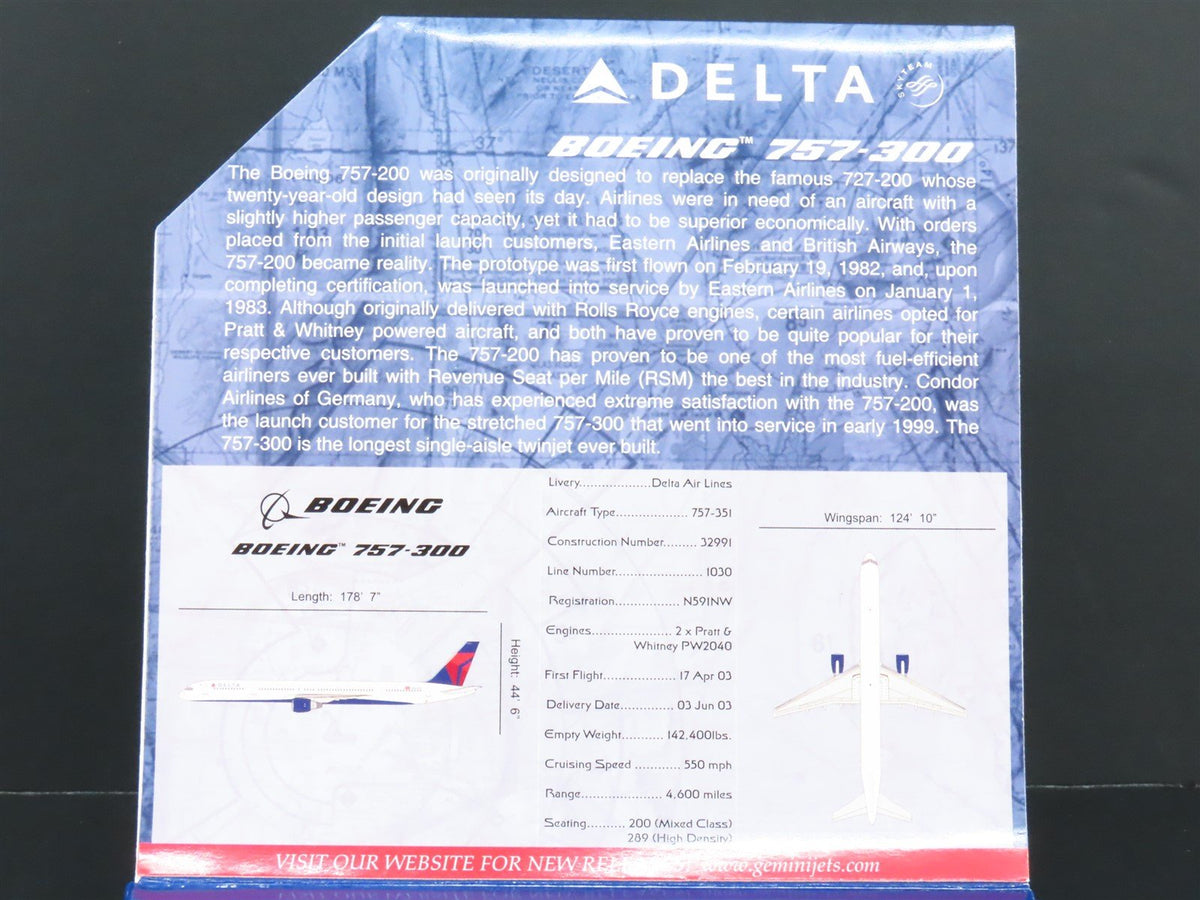 DELTA
SKYTEAM
BOEING™ 757-300
The Boeing 757-200 was originally designed to replace the famous 727-200 whose
twenty-year-old design had seen its day. Airlines were in need of an aircraft with a
slightly higher passenger capacity, yet it had to be superior economically. With orders
placed from the initial launch customers, Eastern Airlines and British Airways, the
757-200 became reality. The prototype was first flown on February 19, 1982, and, upon
completing certification, was launched into service by Eastern Airlines on January 1,
1983. Although originally delivered with Rolls Royce engines, certain airlines opted for
Pratt & Whitney powered aircraft, and both have proven to be quite popular for their
respective customers. The 757-200 has proven to be one of the most fuel-efficient
airliners ever built with Revenue Seat per Mile (RSM) the best in the industry. Condor
Airlines of Germany, who has experienced extreme satisfaction with the 757-200, was
the launch customer for the stretched 757-300 that went into service in early 1999. The
757-300 is the longest single-aisle twinjet ever built.
BOEING
BOEING™ 757-300
Length: 178' 7"
DELTA
Height: 44' 6"
Livery...................Delta Air Lines
Aircraft Type................... 757-351
Construction Number......... 32991
Line Number....................... 1030
Registration................. N591NW
Engines...................... 2 x Pratt &
Whitney PW2040
First Flight.................... 17 Apr 03
Delivery Date.............. 03 Jun 03
Empty Weight........... 142,400lbs.
Cruising Speed ............ 550 mph
Range...................... 4,600 miles
Seating.......... 200 (Mixed Class)
289 (High Density)
Wingspan: 124' 10"
VISIT OUR WEBSITE FOR NEW www.geminijets.com